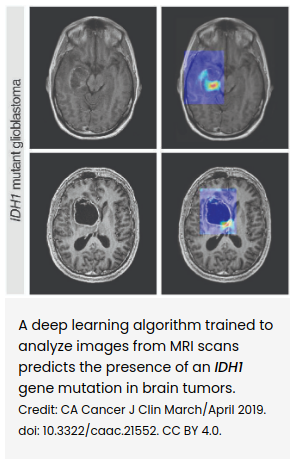 IDH1 mutant glioblastoma
A deep learning algorithm trained to
analyze images from MRI scans
predicts the presence of an IDH1
gene mutation in brain tumors.
Credit: CA Cancer J Clin March/April 2019.
doi: 10.3322/caac.21552. CC BY 4.0.